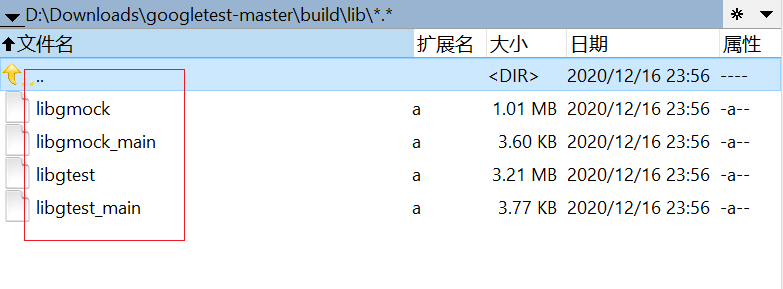 D:\Downloads\googletest-master\build\lib\*.*
文件名 扩展名 大小 日期 属性
.. <DIR> 2020/12/16 23:56 ----
libgmock a 1.01 MB 2020/12/16 23:56 -a--
libgmock_main a 3.60 KB 2020/12/16 23:56 -a--
libgtest a 3.21 MB 2020/12/16 23:56 -a--
libgtest_main a 3.77 KB 2020/12/16 23:56 -a--